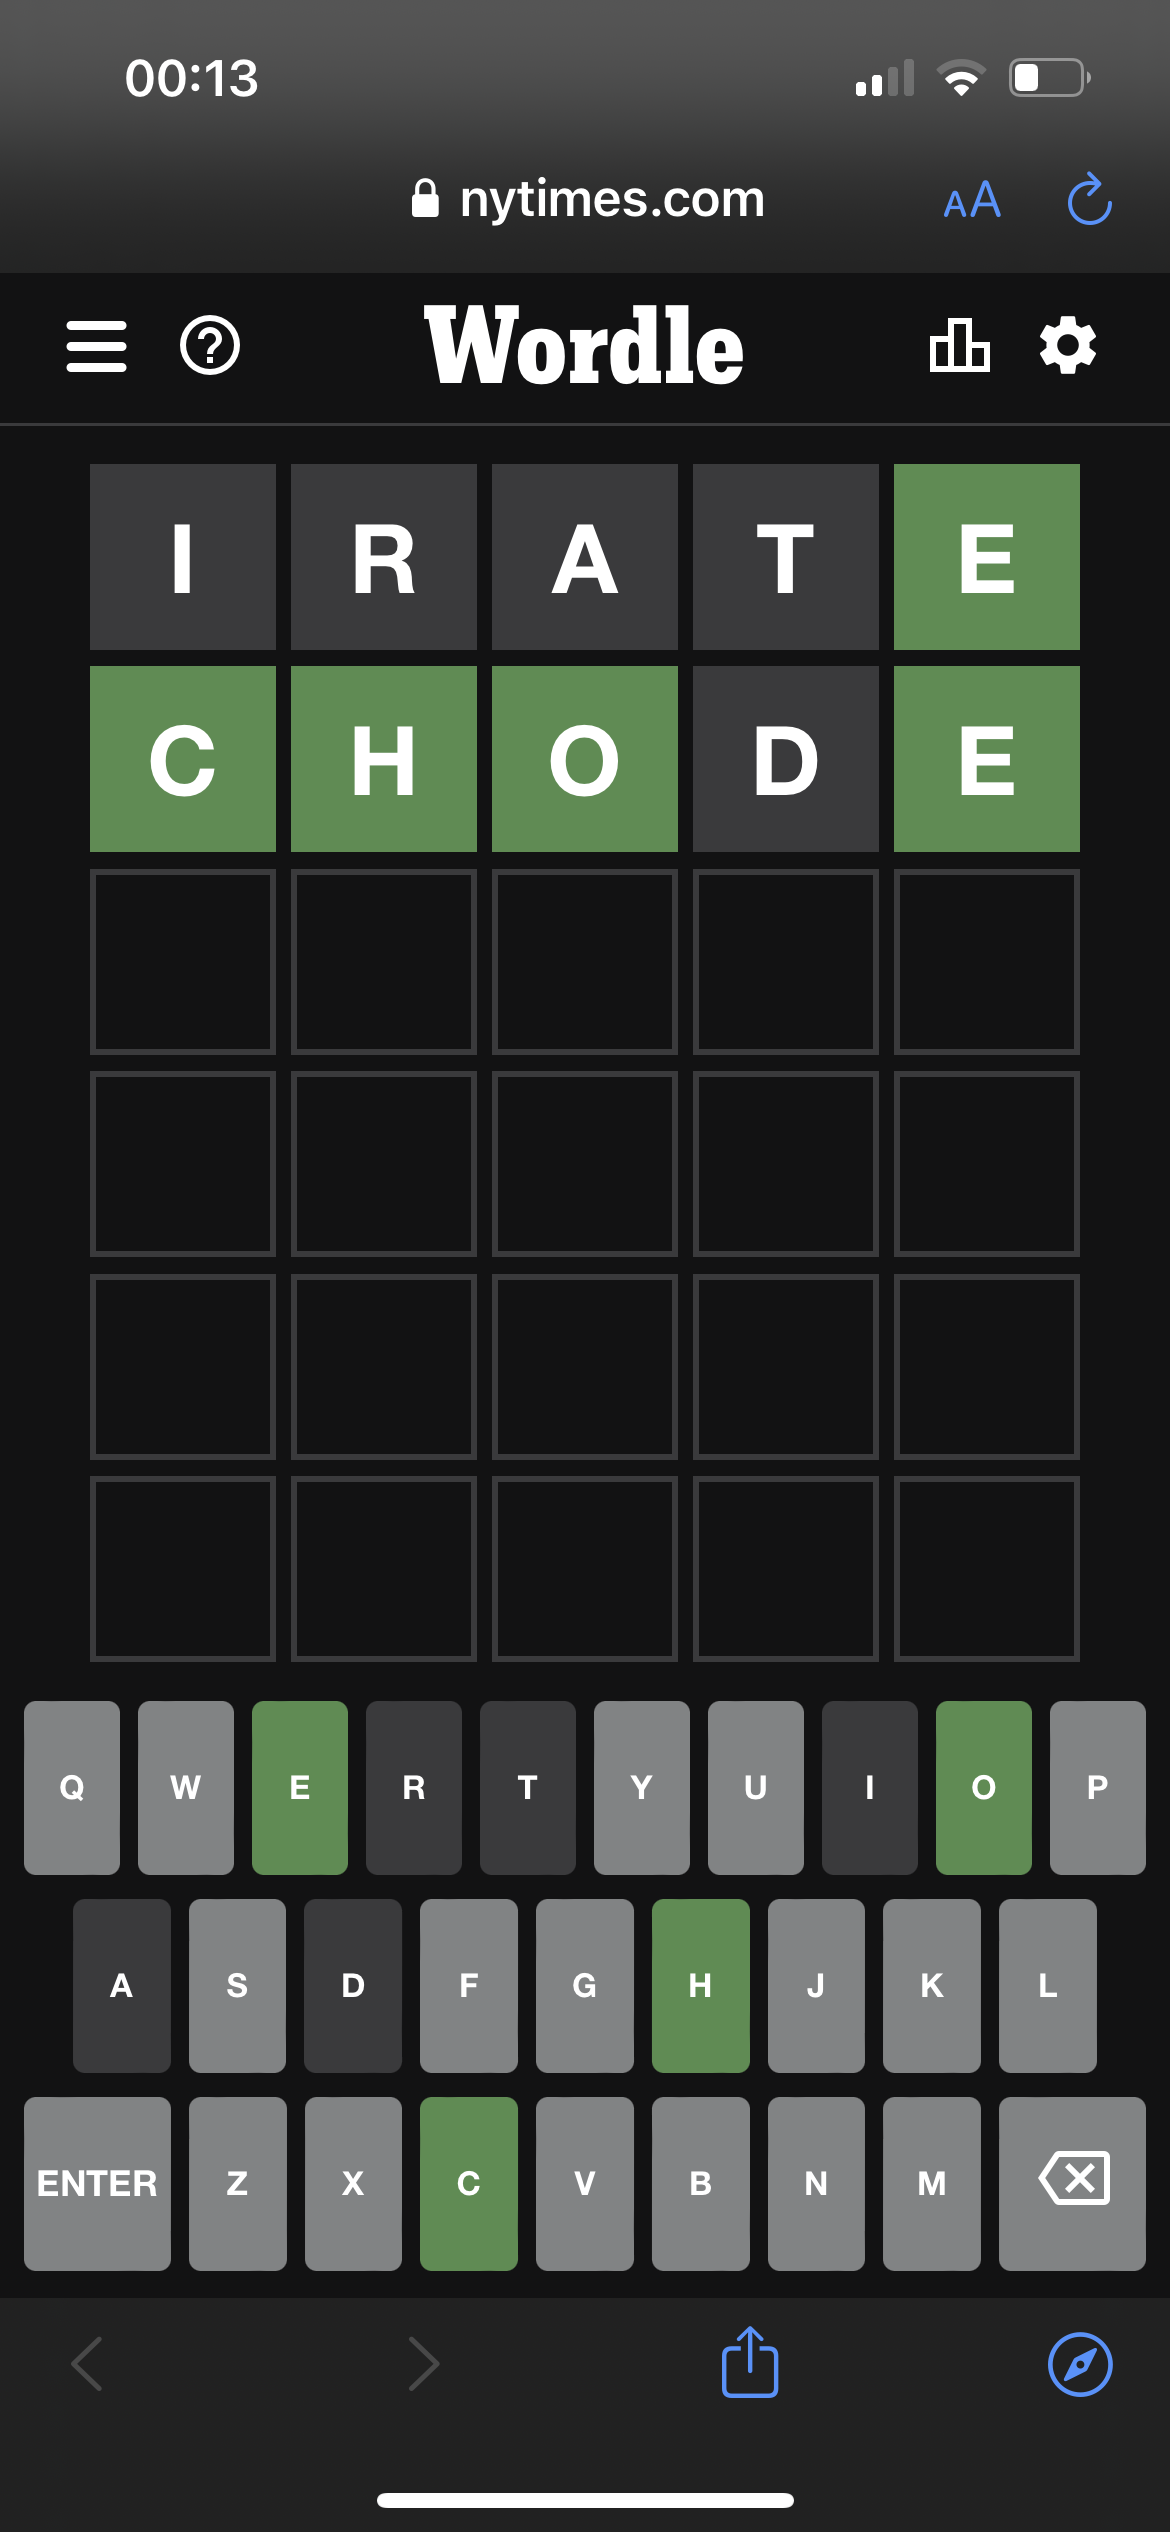 00:13
nytimes.com AA
Wordle
I R A T E
C H O D E
Q W E R T Y U I O P
A S D F G H J K L
ENTER Z X C V B N M